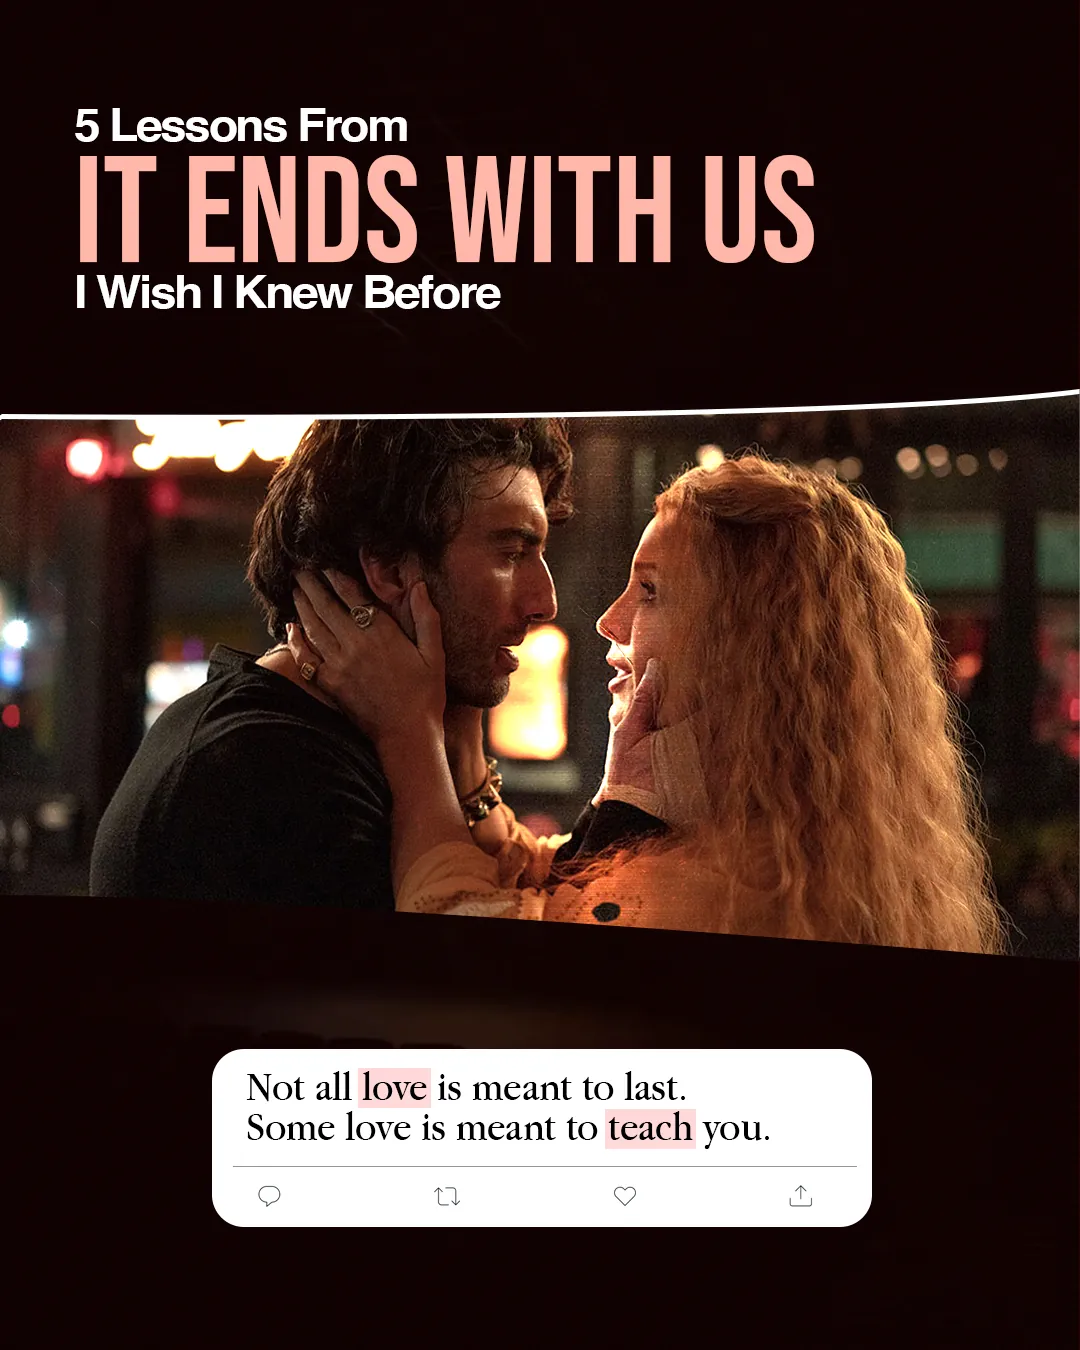 5 Lessons From
IT ENDS WITH US
I Wish I Knew Before
Not all love is meant to last.
Some love is meant to teach you.